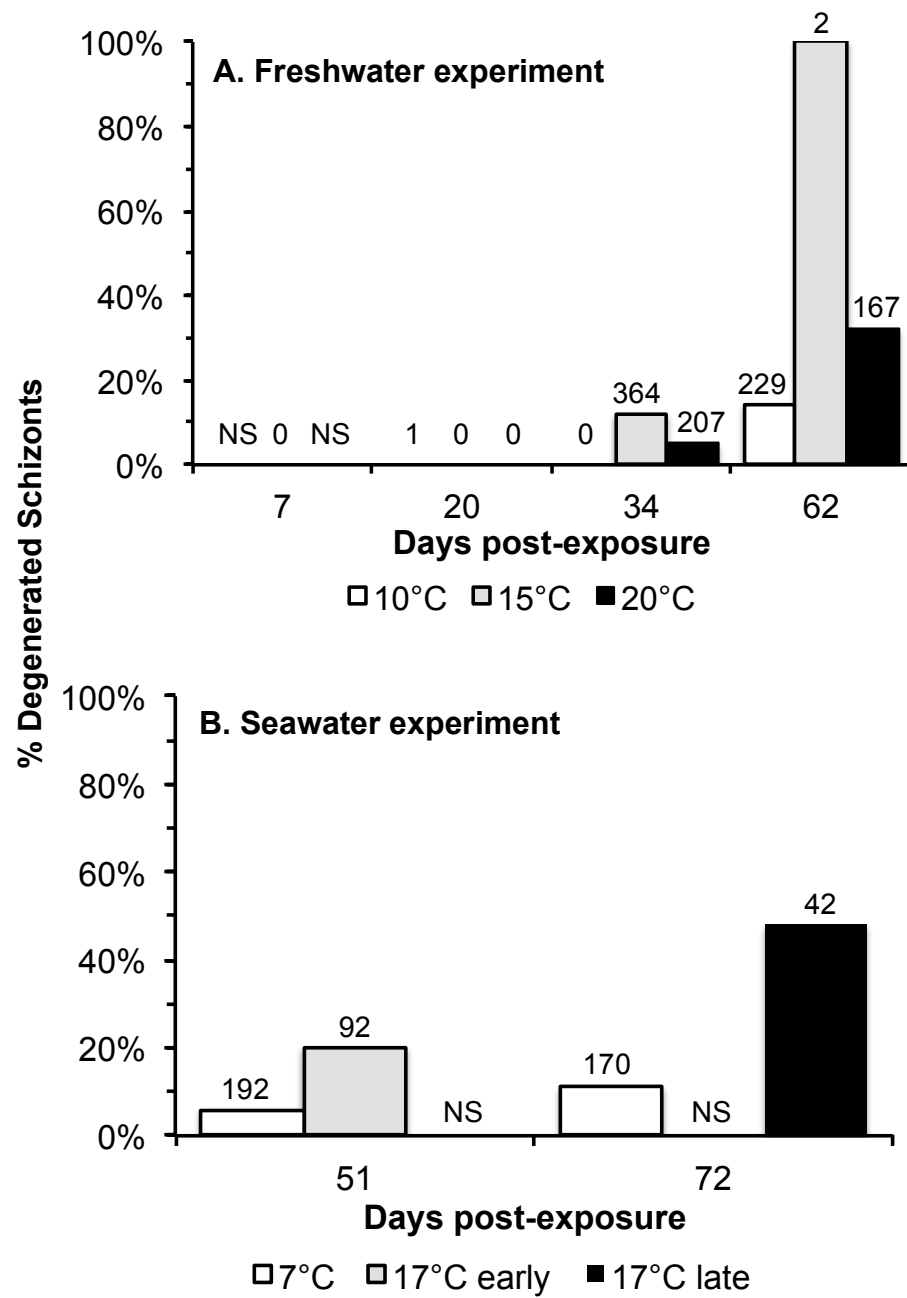 % Degenerated Schizonts
A. Freshwater experiment
100%
80%
60%
40%
20%
0%
NS 0 NS
1 0 0
0 364 207
229 2 167
7 20 34 62
Days post-exposure
10°C 15°C 20°C
B. Seawater experiment
100%
80%
60%
40%
20%
0%
192 92 NS
170 NS 42
51 72
Days post-exposure
7°C 17°C early 17°C late